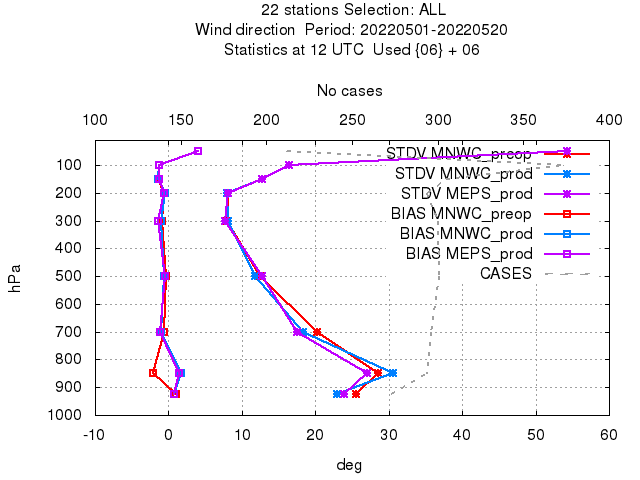 22 stations Selection: ALL
Wind direction  Period: 20220501-20220520
Statistics at 12 UTC  Used {06} + 06
No cases
100 150 200 250 300 350 400
STDV MNWC_preop
STDV MNWC_prod
STDV MEPS_prod
BIAS MNWC_preop
BIAS MNWC_prod
BIAS MEPS_prod
CASES
hPa
100
200
300
400
500
600
700
800
900
1000
-10 0 10 20 30 40 50 60
deg